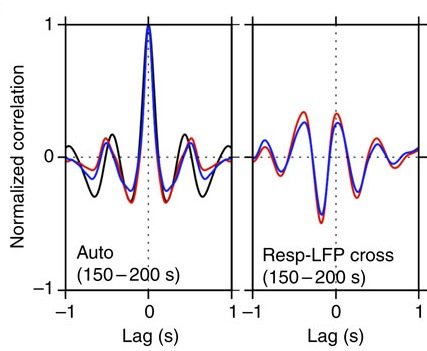 Normalized correlation
1
0
−1
Auto
(150−200 s)
Resp-LFP cross
(150−200 s)
−1
0
1
−1
0
1
Lag (s)
Lag (s)